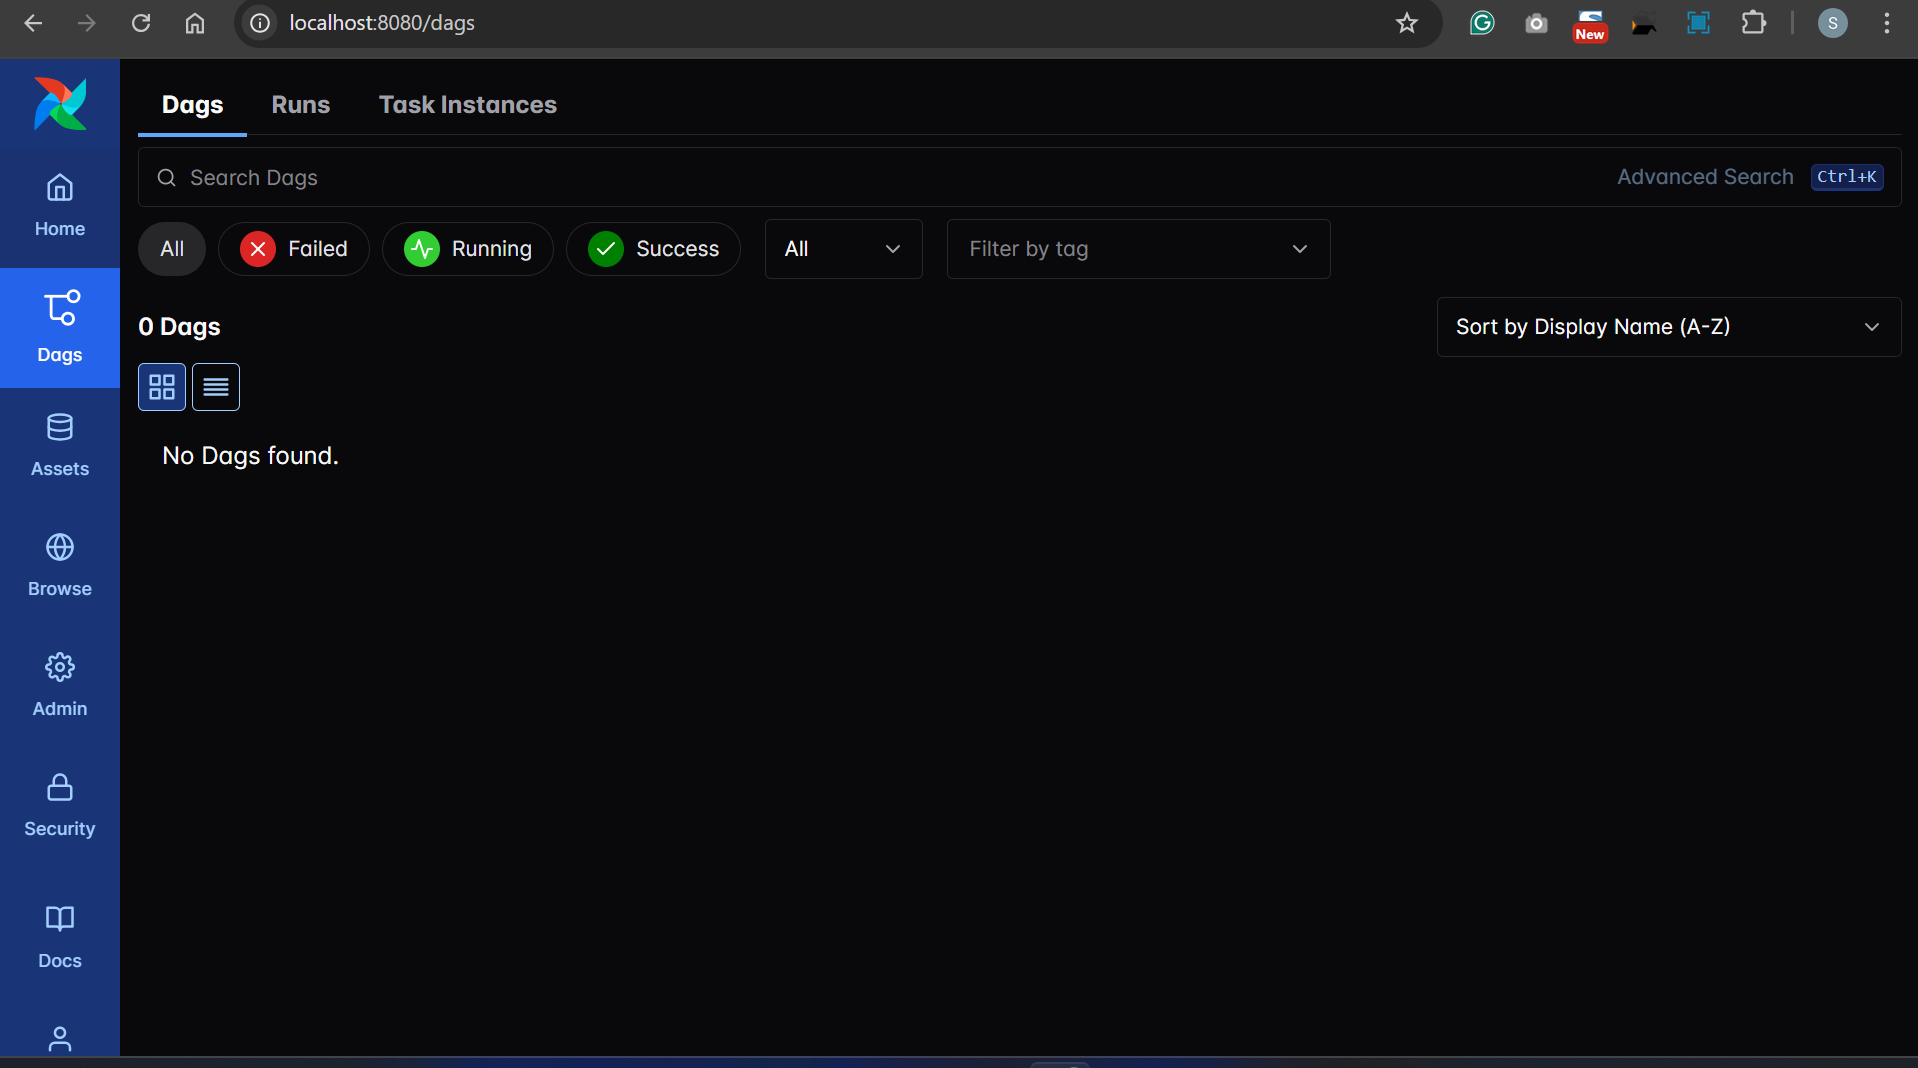 localhost:8080/dags
New
S
Dags Runs Task Instances
Search Dags Advanced Search Ctrl+K
All Failed Running Success All Filter by tag
0 Dags Sort by Display Name (A-Z)
No Dags found.
Home
Dags
Assets
Browse
Admin
Security
Docs